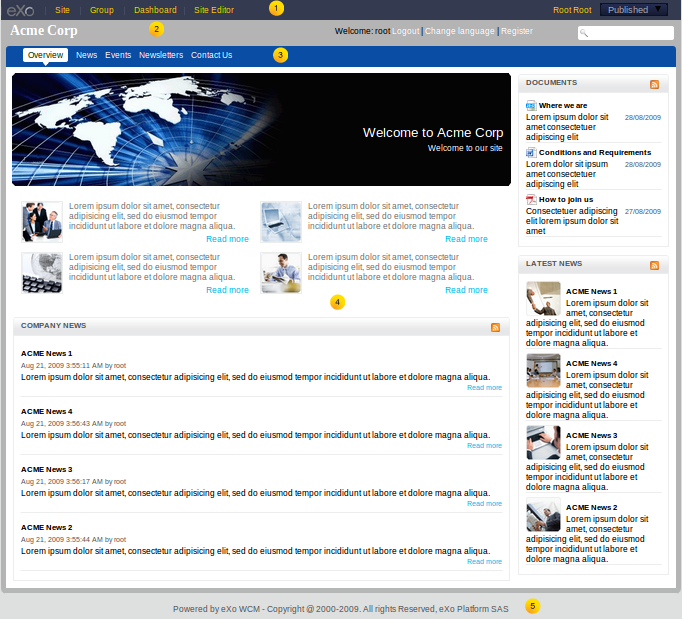 eXo Site Group Dashboard Site Editor 1 Root Root Published
Acme Corp 2 Welcome: root Logout | Change language | Register
Overview News Events Newsletters Contact Us 3
Welcome to Acme Corp
Welcome to our site
Lorem ipsum dolor sit amet, consectetur
adipisicing elit, sed do eiusmod tempor
incididunt ut labore et dolore magna aliqua.
Read more
Lorem ipsum dolor sit amet, consectetur
adipisicing elit, sed do eiusmod tempor
incididunt ut labore et dolore magna aliqua.
Read more
Lorem ipsum dolor sit amet, consectetur
adipisicing elit, sed do eiusmod tempor
incididunt ut labore et dolore magna aliqua.
Read more
Lorem ipsum dolor sit amet, consectetur
adipisicing elit, sed do eiusmod tempor
incididunt ut labore et dolore magna aliqua.
Read more
4
COMPANY NEWS
ACME News 1
Aug 21, 2009 3:55:11 AM by root
Lorem ipsum dolor sit amet, consectetur adipisicing elit, sed do eiusmod tempor incididunt ut labore et dolore magna aliqua.
Read more
ACME News 4
Aug 21, 2009 3:56:43 AM by root
Lorem ipsum dolor sit amet, consectetur adipisicing elit, sed do eiusmod tempor incididunt ut labore et dolore magna aliqua.
Read more
ACME News 3
Aug 21, 2009 3:56:17 AM by root
Lorem ipsum dolor sit amet, consectetur adipisicing elit, sed do eiusmod tempor incididunt ut labore et dolore magna aliqua.
Read more
ACME News 2
Aug 21, 2009 3:55:44 AM by root
Lorem ipsum dolor sit amet, consectetur adipisicing elit, sed do eiusmod tempor incididunt ut labore et dolore magna aliqua.
Read more
DOCUMENTS
Where we are
Lorem ipsum dolor sit 28/08/2009
amet consectetuer
adipiscing elit
Conditions and Requirements
Lorem dolor sit ipsum 28/08/2009
amet consectetuer
adipiscing elit
How to join us
Consectetuer adipiscing 27/08/2009
elit lorem ipsum dolor sit
amet
LATEST NEWS
ACME News 1
Lorem ipsum dolor sit
amet, consectetur
adipisicing elit, sed do eiusmod
tempor incididunt ut labore et
dolore magna aliqua.
ACME News 4
Lorem ipsum dolor sit
amet, consectetur
adipisicing elit, sed do eiusmod
tempor incididunt ut labore et
dolore magna aliqua.
ACME News 3
Lorem ipsum dolor sit
amet, consectetur
adipisicing elit, sed do eiusmod
tempor incididunt ut labore et
dolore magna aliqua.
ACME News 2
Lorem ipsum dolor sit
amet, consectetur
adipisicing elit, sed do eiusmod
tempor incididunt ut labore et
dolore magna aliqua.
Powered by eXo WCM - Copyright @ 2000-2009. All rights Reserved, eXo Platform SAS 5